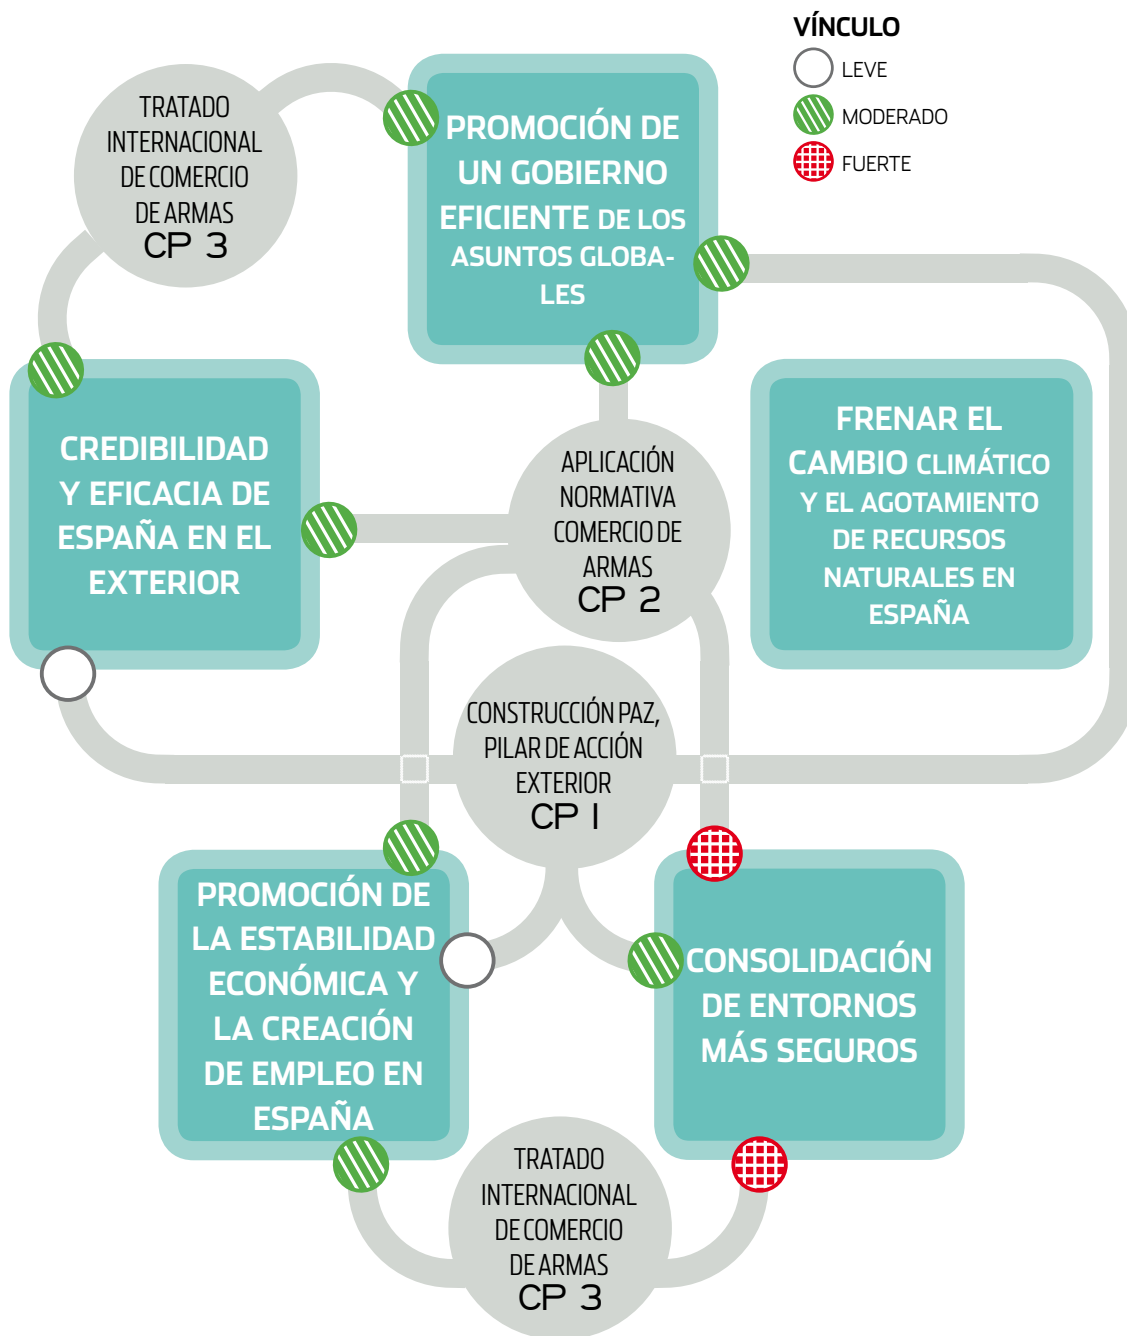 VÍNCULO
LEVE
MODERADO
FUERTE
TRATADO
INTERNACIONAL
DE COMERCIO
DE ARMAS
CP 3
PROMOCIÓN DE
UN GOBIERNO
EFICIENTE DE LOS
ASUNTOS GLOBA-
LES
CREDIBILIDAD
Y EFICACIA DE
ESPAÑA EN EL
EXTERIOR
APLICACIÓN
NORMATIVA
COMERCIO DE
ARMAS
CP 2
FRENAR EL
CAMBIO CLIMÁTICO
Y EL AGOTAMIENTO
DE RECURSOS
NATURALES EN
ESPAÑA
CONSTRUCCIÓN PAZ,
PILAR DE ACCIÓN
EXTERIOR
CP 1
PROMOCIÓN DE
LA ESTABILIDAD
ECONÓMICA Y
LA CREACIÓN
DE EMPLEO EN
ESPAÑA
CONSOLIDACIÓN
DE ENTORNOS
MÁS SEGUROS
TRATADO
INTERNACIONAL
DE COMERCIO
DE ARMAS
CP 3